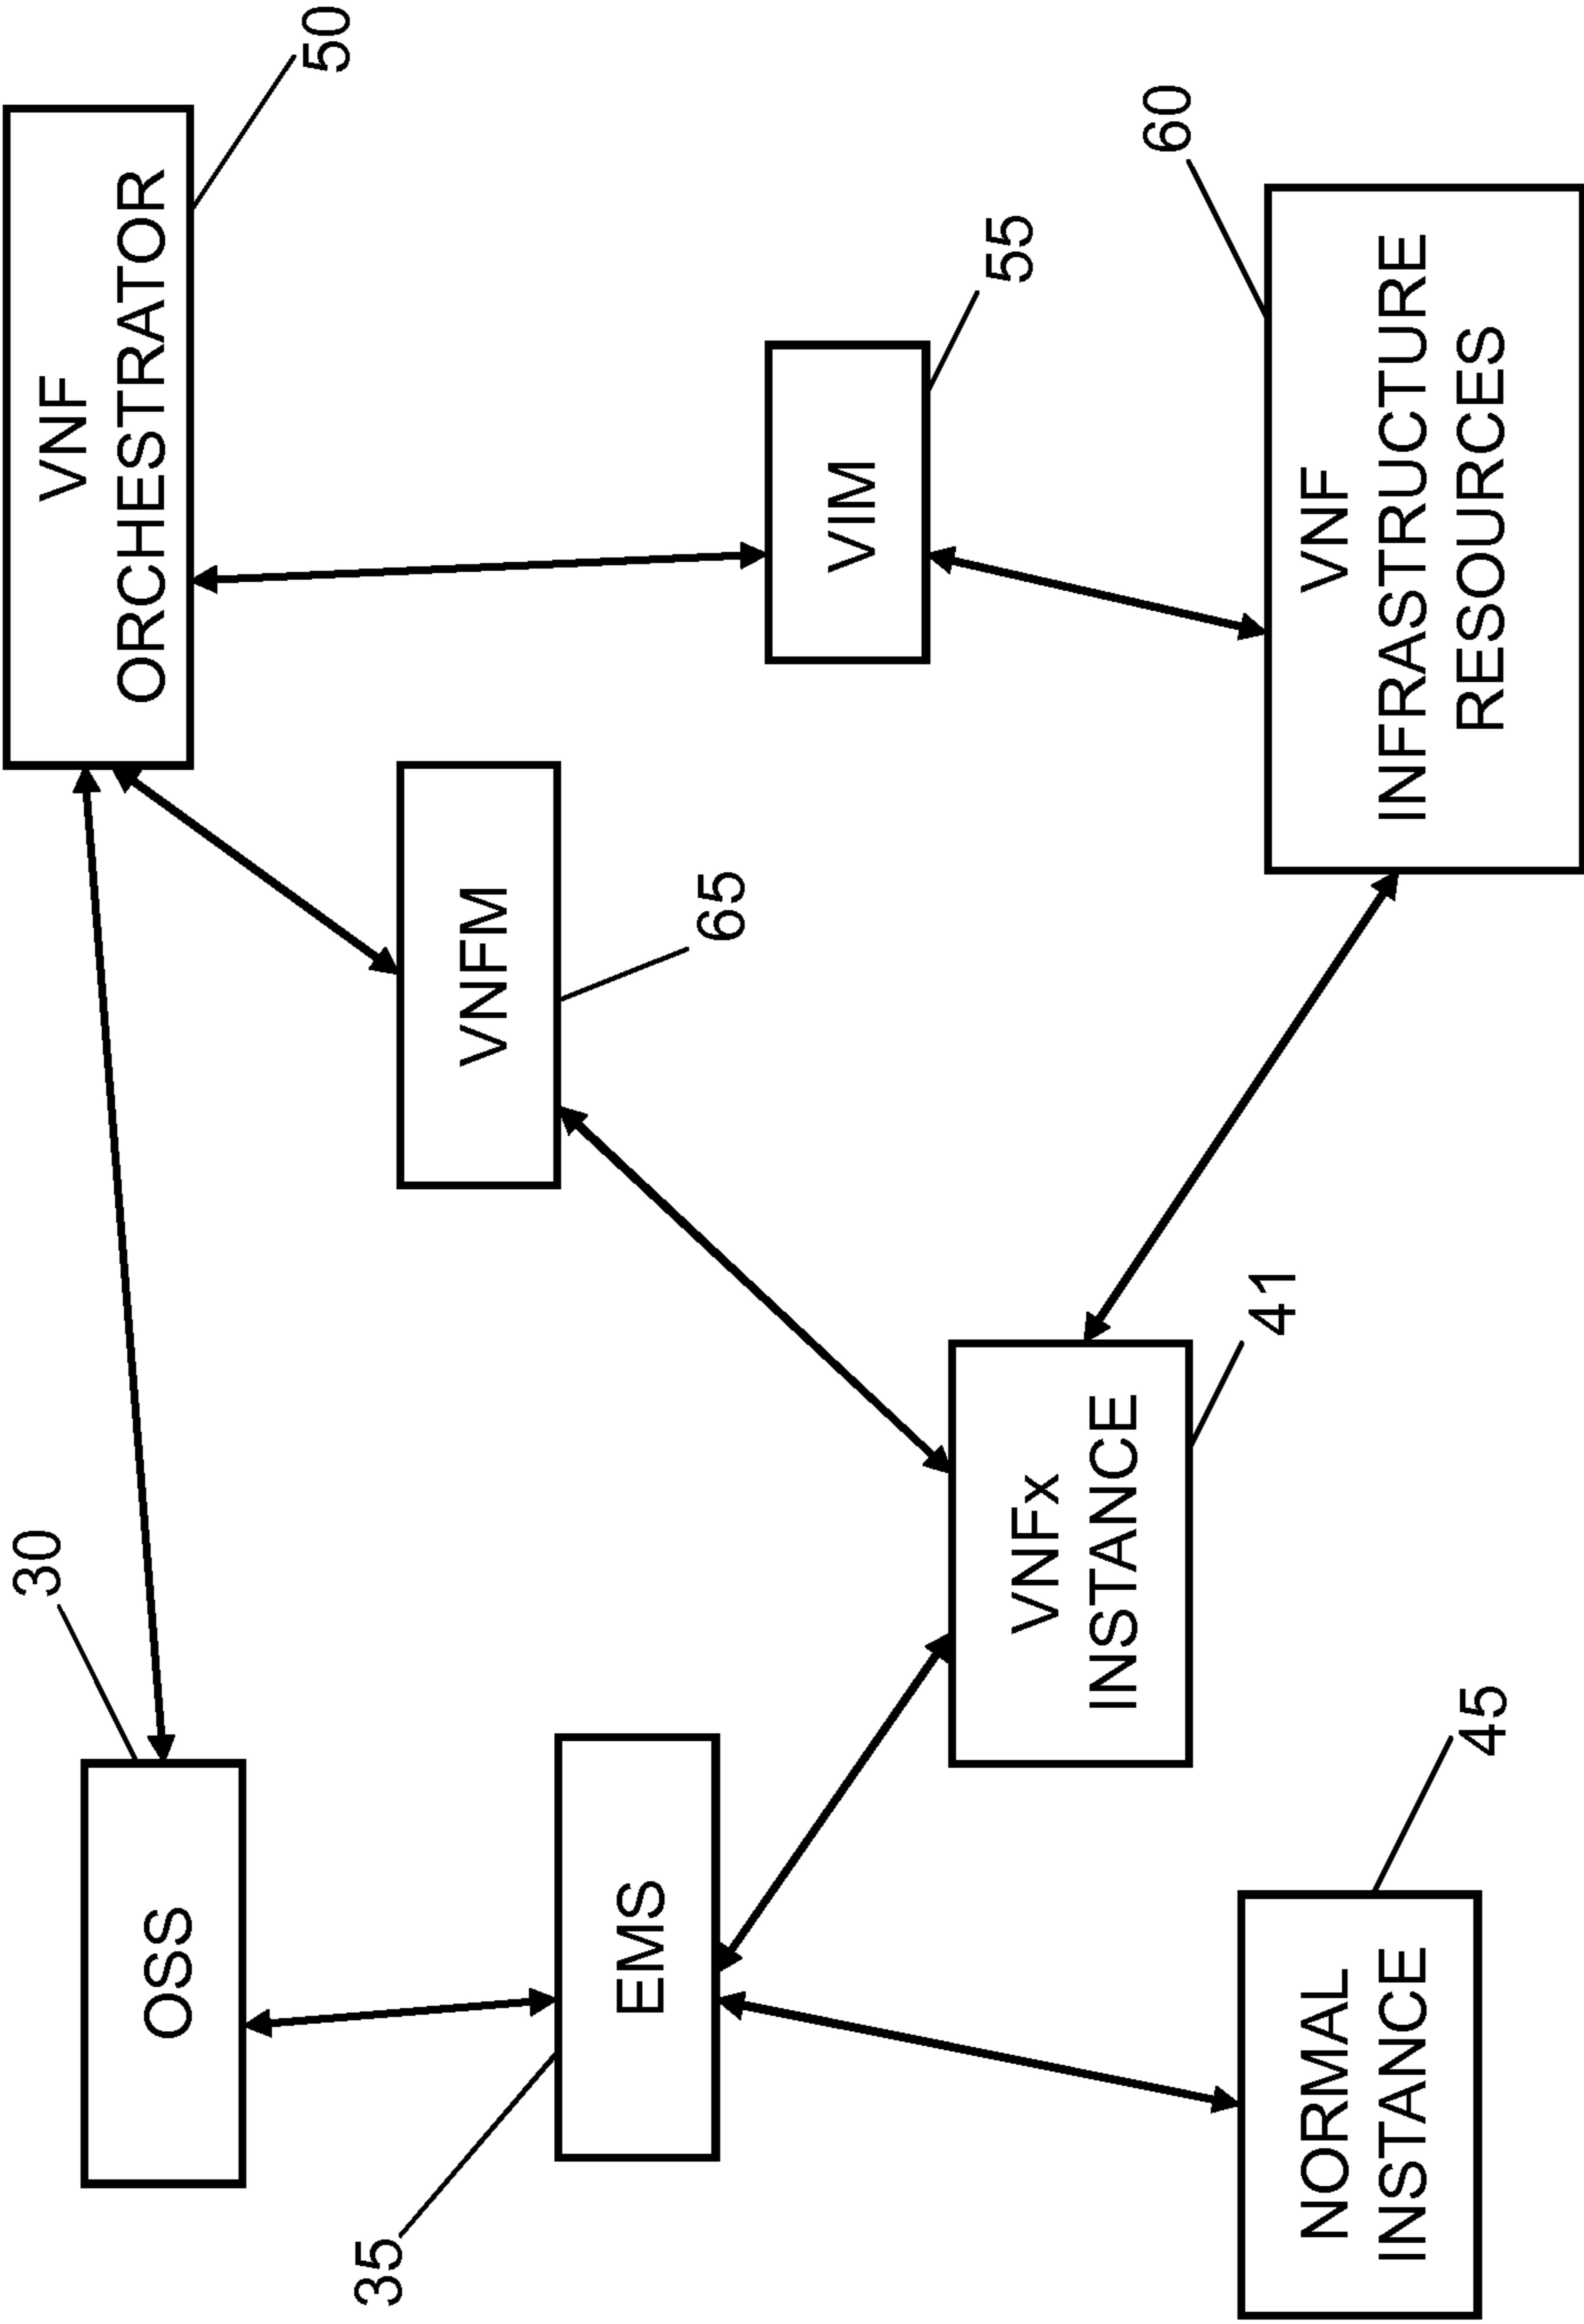 30
50
OSS
VNF
ORCHESTRATOR
35
EMS
VNFM
65
VIM
55
VNFx
INSTANCE
41
60
NORMAL
INSTANCE
45
VNF
INFRASTRUCTURE
RESOURCES